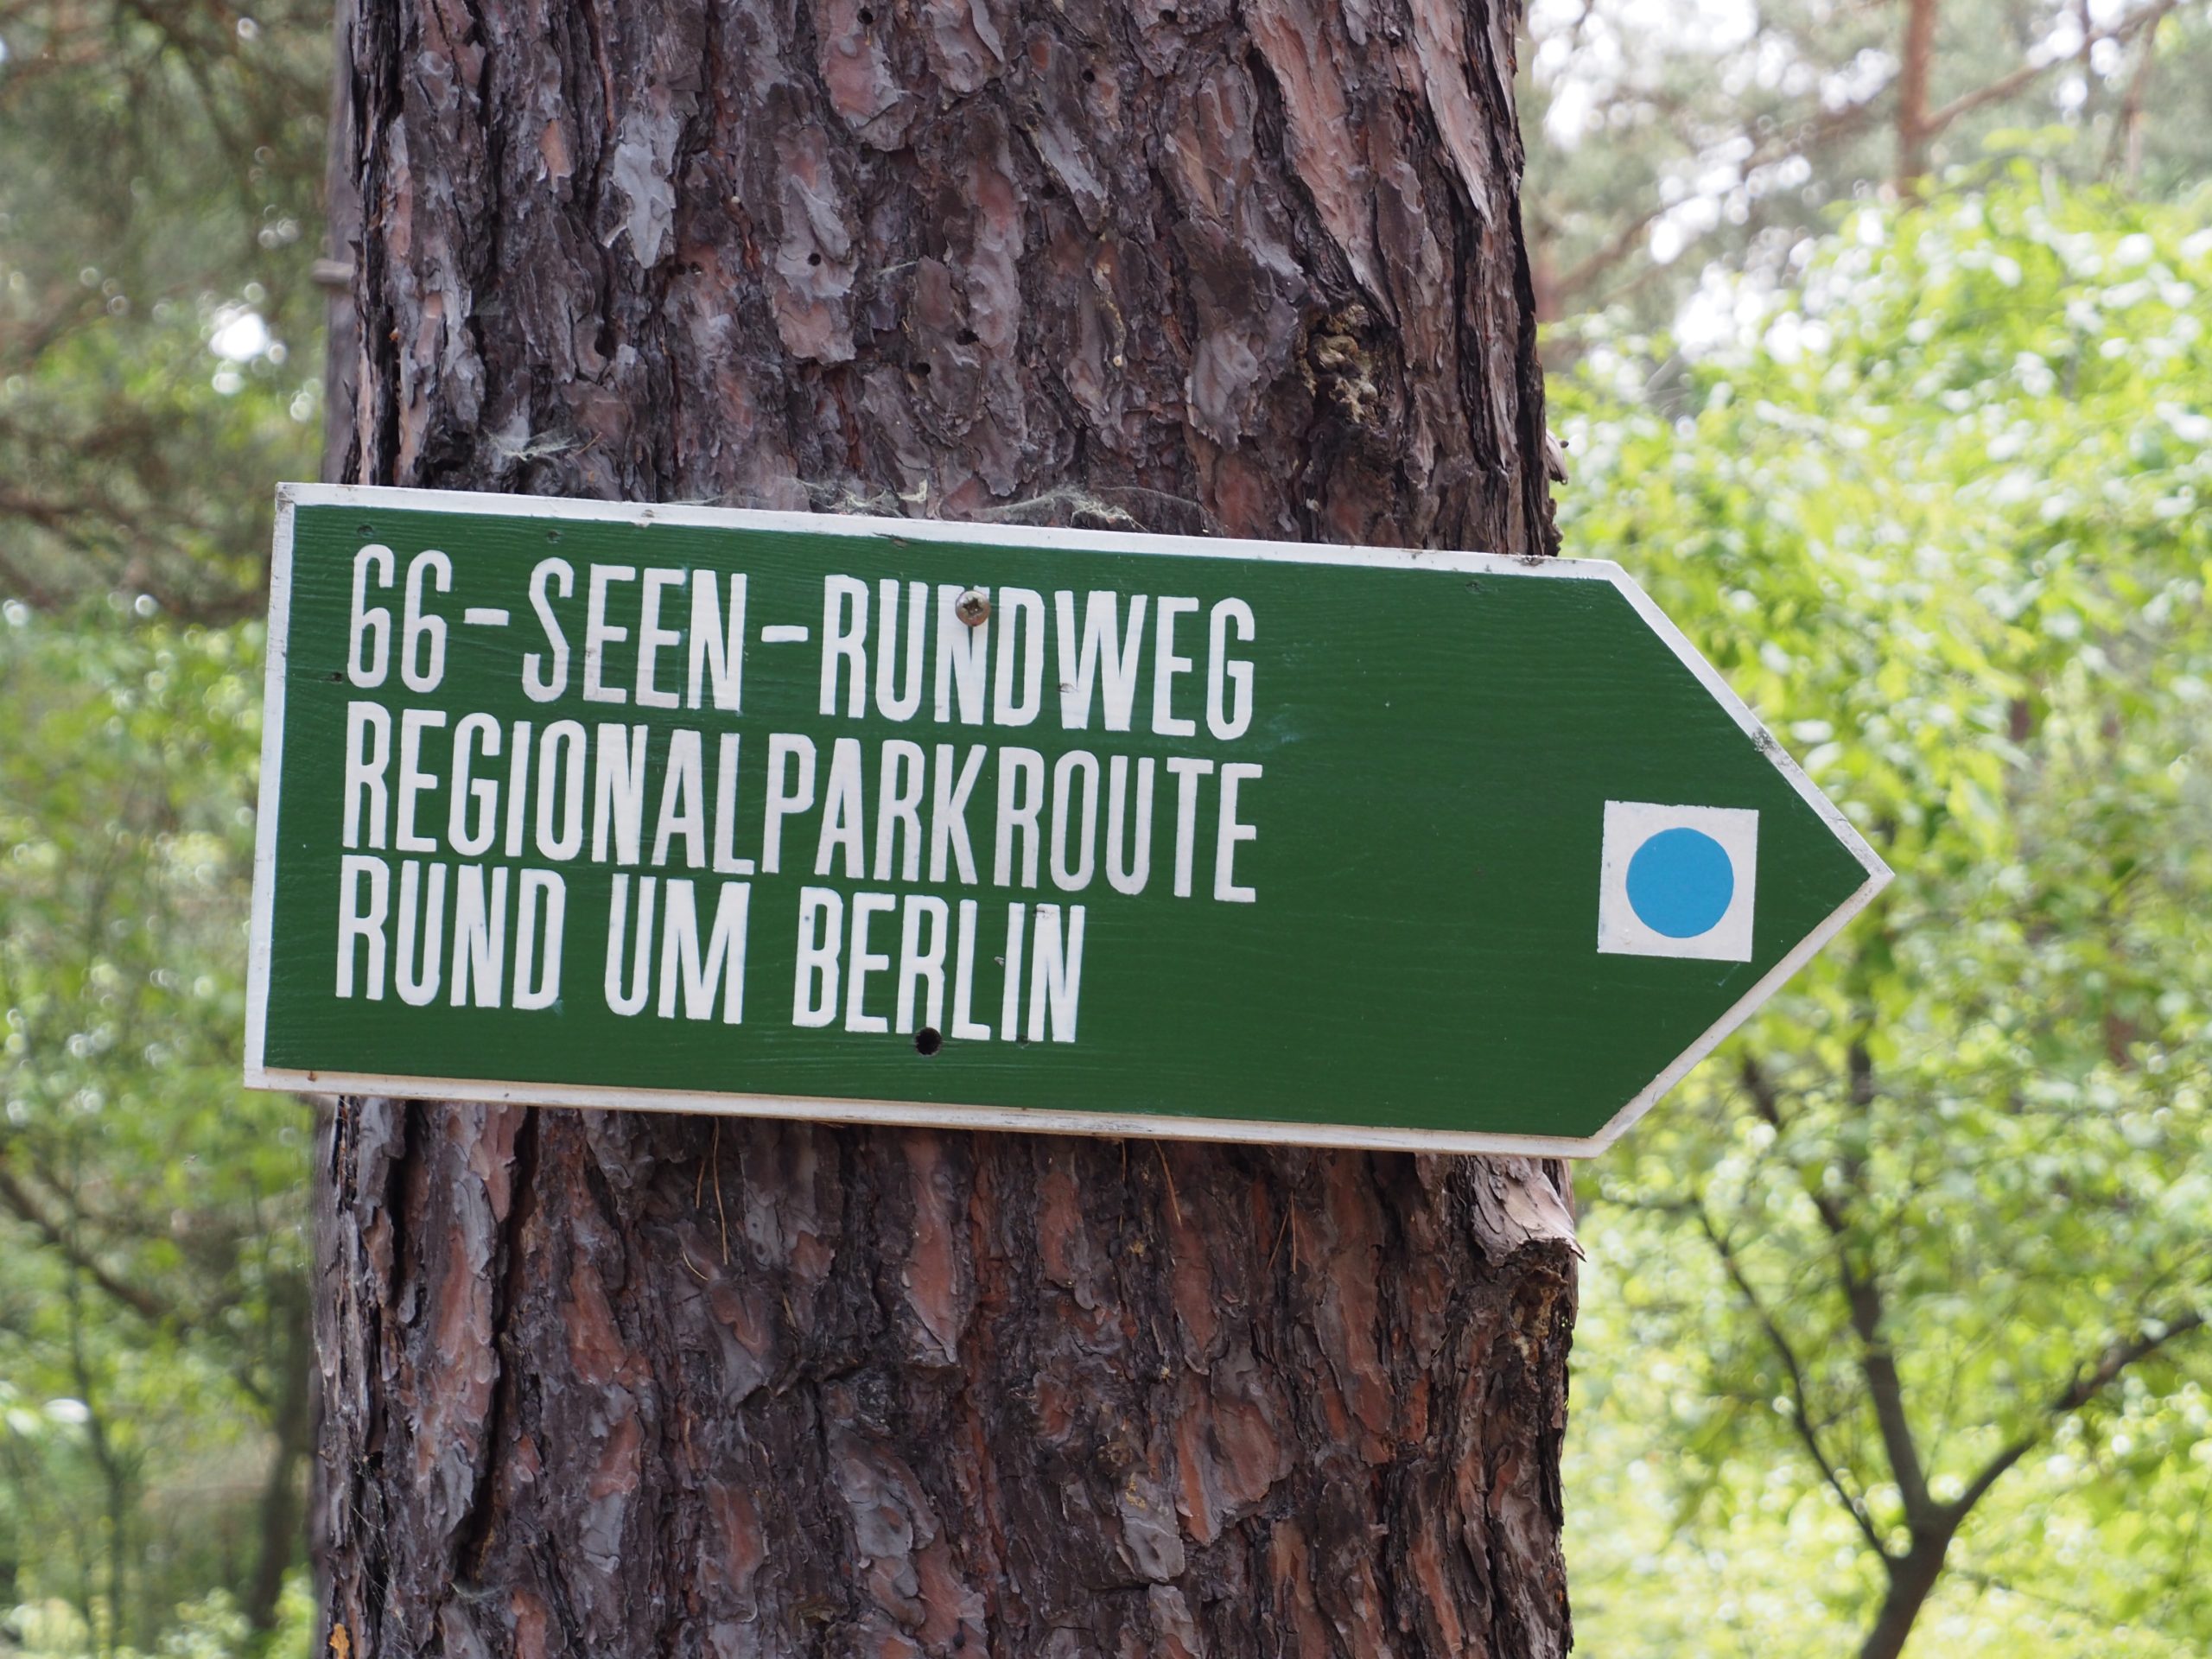 66-SEEN-RUNDWEG
REGIONALPARKROUTE
RUND UM BERLIN